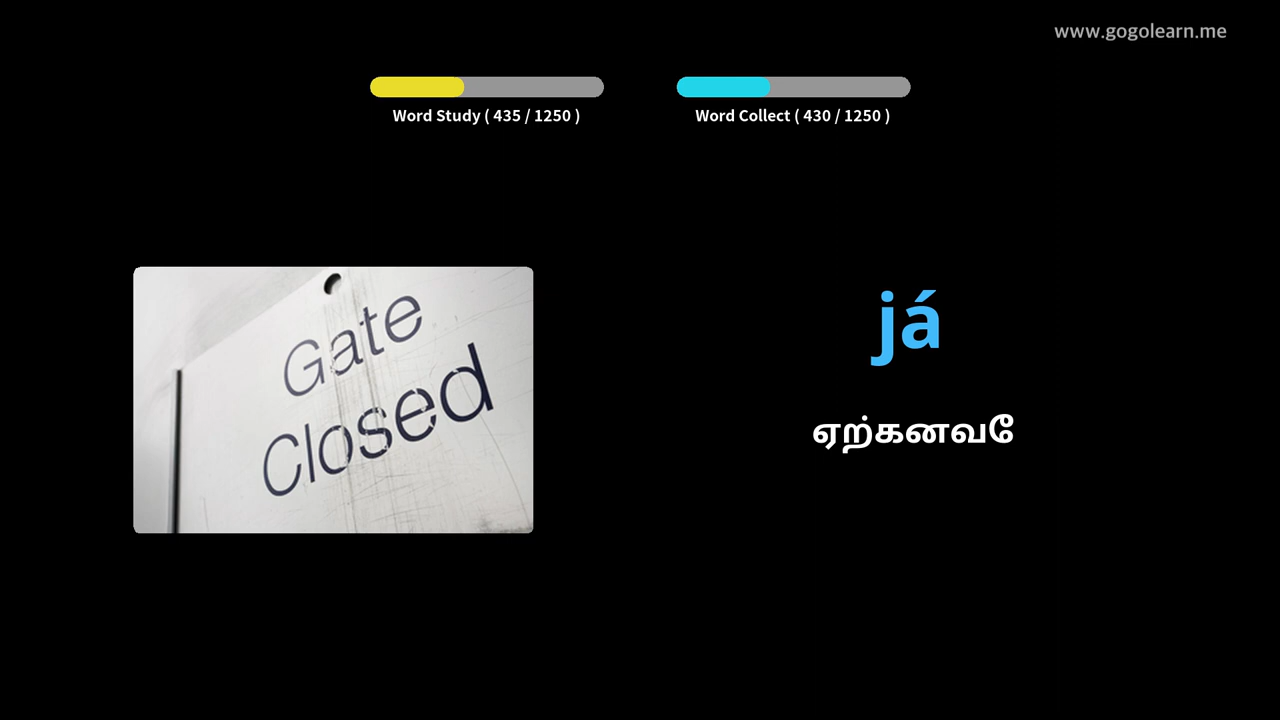 www.gogolearn.me
Word Study ( 435 / 1250 )
Word Collect ( 430 / 1250 )
Gate
Closed
já
ஏற்கனவே